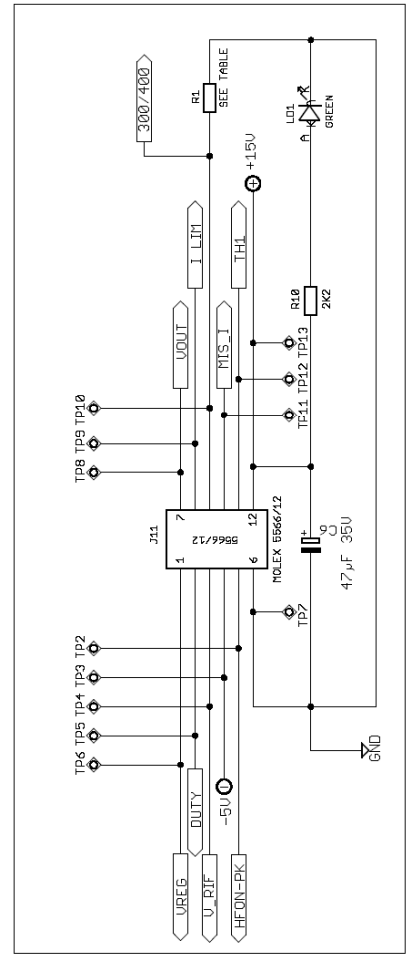 TP6
TP5
TP4
TP3
TP2
TP8
TP9
TP10
300/400
J11
VREG
1
7
VOUT
DUTY
I LIM
R1
SEE TABLE
5566/12
V_RIF
-5V
MIS_I
HFON-PK
TH1
6
12
+15V
MOLEX 5566/12
TP7
TP11
TP12
TP13
R10
2K2
LD1
A
K
GREEN
+
C6
47µF 35V
GND